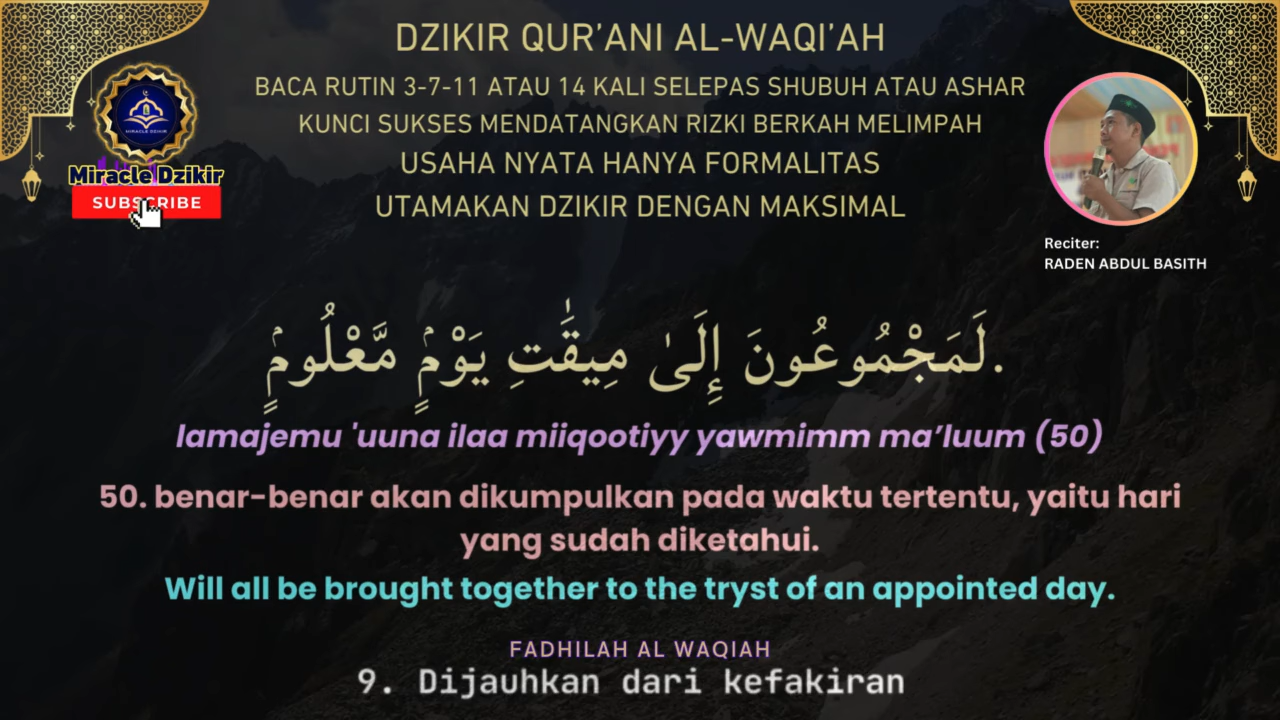 DZIKIR QUR’ANI AL-WAQI’AH
BACA RUTIN 3-7-11 ATAU 14 KALI SELEPAS SHUBUH ATAU ASHAR
KUNCI SUKSES MENDATANGKAN RIZKI BERKAH MELIMPAH
USAHA NYATA HANYA FORMALITAS
UTAMAKAN DZIKIR DENGAN MAKSIMAL
MIRACLE DZIKIR
Miracle Dzikir
SUBSCRIBE
Reciter:
RADEN ABDUL BASITH
لَمَجْمُوعُونَ إِلَىٰ مِيقَٰتِ يَوْمٍ مَّعْلُومٍ.
lamajemu 'uuna ilaa miiqootiyy yawmimm ma’luum (50)
50. benar-benar akan dikumpulkan pada waktu tertentu, yaitu hari
yang sudah diketahui.
Will all be brought together to the tryst of an appointed day.
FADHILAH AL WAQIAH
9. Dijauhkan dari kefakiran